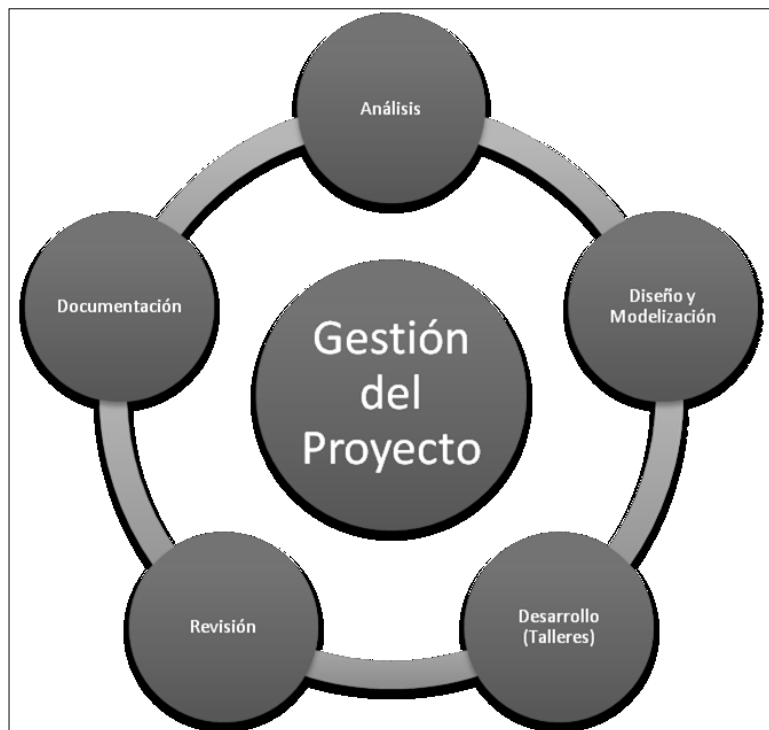 Análisis
Diseño y
Modelización
Desarrollo
(Talleres)
Revisión
Documentación
Gestión
del
Proyecto